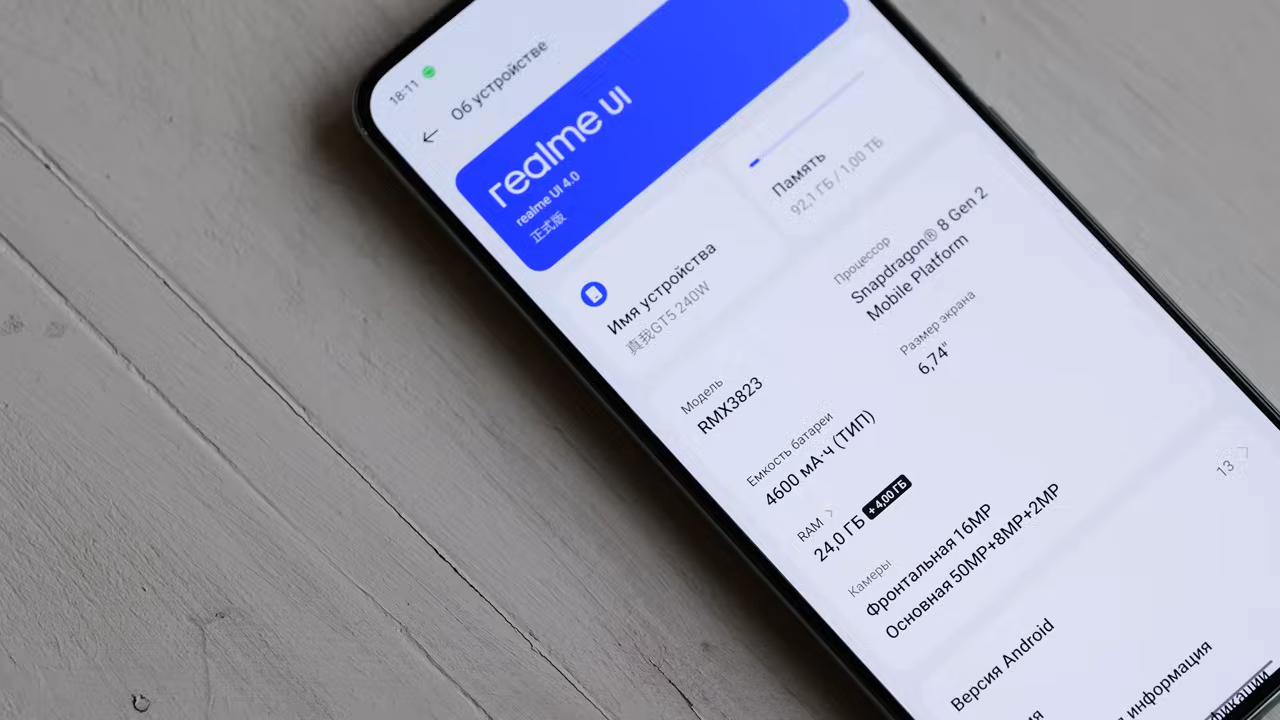 18:11
Об устройстве
realme UI
realme UI 4.0
正式版
Память
92,1 ГБ / 1,00 ТБ
Имя устройства
真我GT5 240W
Процессор
Snapdragon® 8 Gen 2
Mobile Platform
Размер экрана
6,74"
Модель
RMX3823
Емкость батареи
4600 мА·ч (ТИП)
RAM
24,0 ГБ + 4,00 ГБ
Камеры
Фронтальная 16MP
Основная 50MP+8MP+2MP
Версия Android
13
информация